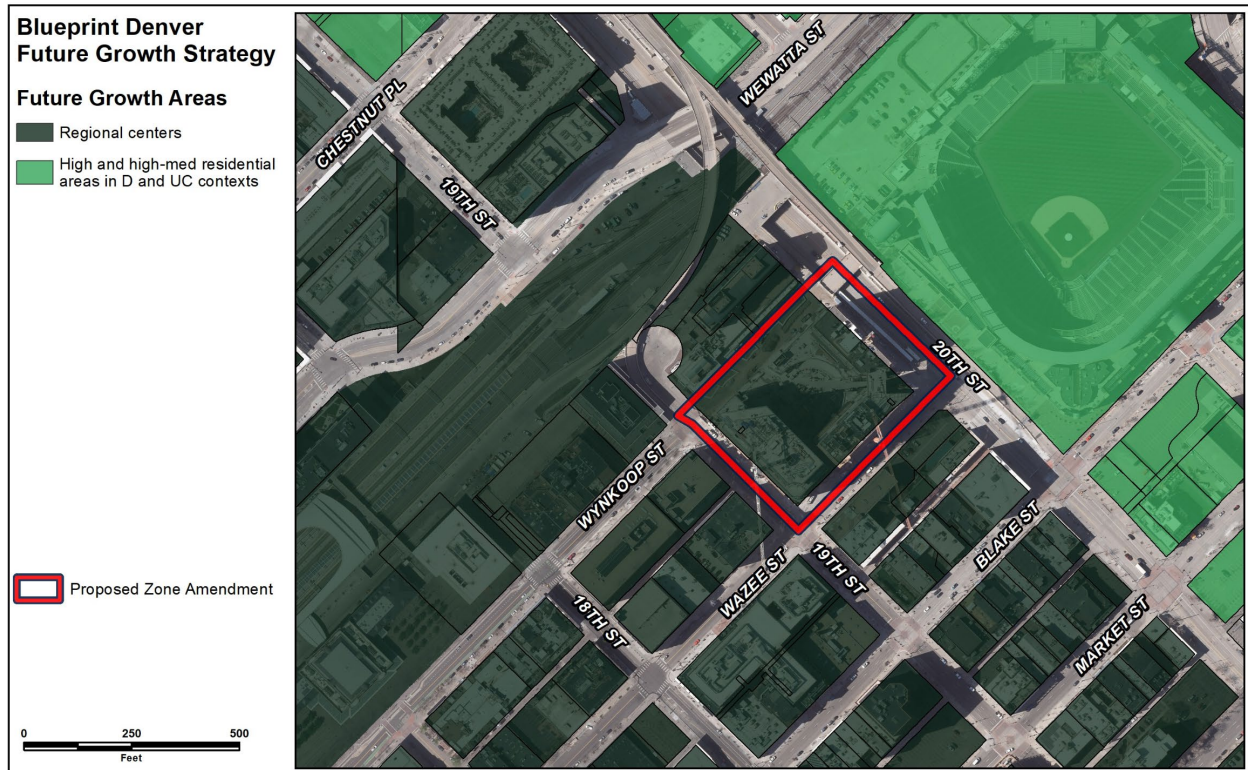 Blueprint Denver
Future Growth Strategy
Future Growth Areas
Regional centers
High and high-med residential
areas in D and UC contexts
Proposed Zone Amendment
0 250 500
Feet
WEWATTA ST
CHESTNUT PL
19TH ST
20TH ST
WYNKOOP ST
BLAKE ST
WAZEE ST
19TH ST
18TH ST
MARKET ST